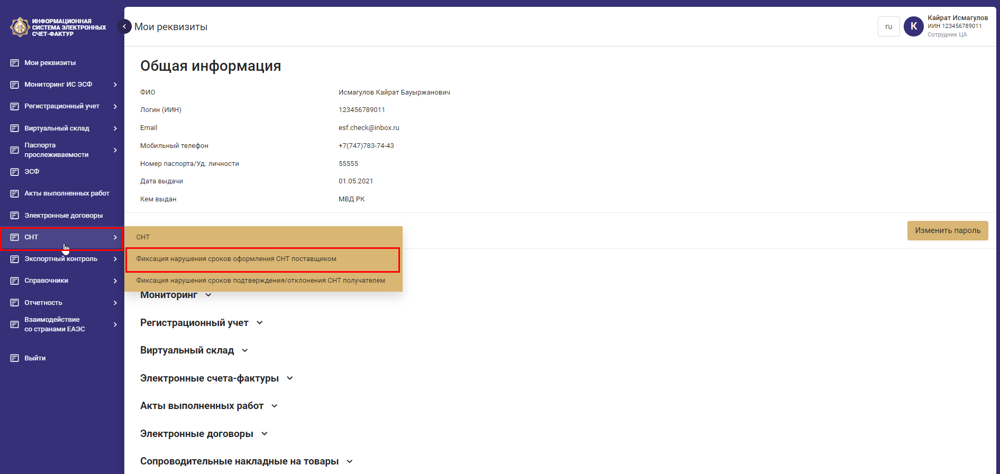 ИНФОРМАЦИОННАЯ
СИСТЕМА ЭЛЕКТРОННЫХ
СЧЕТ-ФАКТУР
Мои реквизиты
Мониторинг ИС ЭСФ
Регистрационный учет
Виртуальный склад
Паспорта
прослеживаемости
ЭСФ
Акты выполненных работ
Электронные договоры
СНТ
Экспортный контроль
Справочники
Отчетность
Взаимодействие
со странами ЕАЭС
Выйти
Мои реквизиты
ru
К
Кайрат Исмагулов
ИИН 123456789011
Сотрудник ЦА
Общая информация
ФИО Исмагулов Кайрат Бауыржанович
Логин (ИИН) 123456789011
Email esf.check@inbox.ru
Мобильный телефон +7(747)783-74-43
Номер паспорта/Уд. личности 55555
Дата выдачи 01.05.2021
Кем выдан МВД РК
Изменить пароль
СНТ
Фиксация нарушения сроков оформления СНТ поставщиком
Фиксация нарушения сроков подтверждения/отклонения СНТ получателем
Мониторинг
Регистрационный учет
Виртуальный склад
Электронные счета-фактуры
Акты выполненных работ
Электронные договоры
Сопроводительные накладные на товары